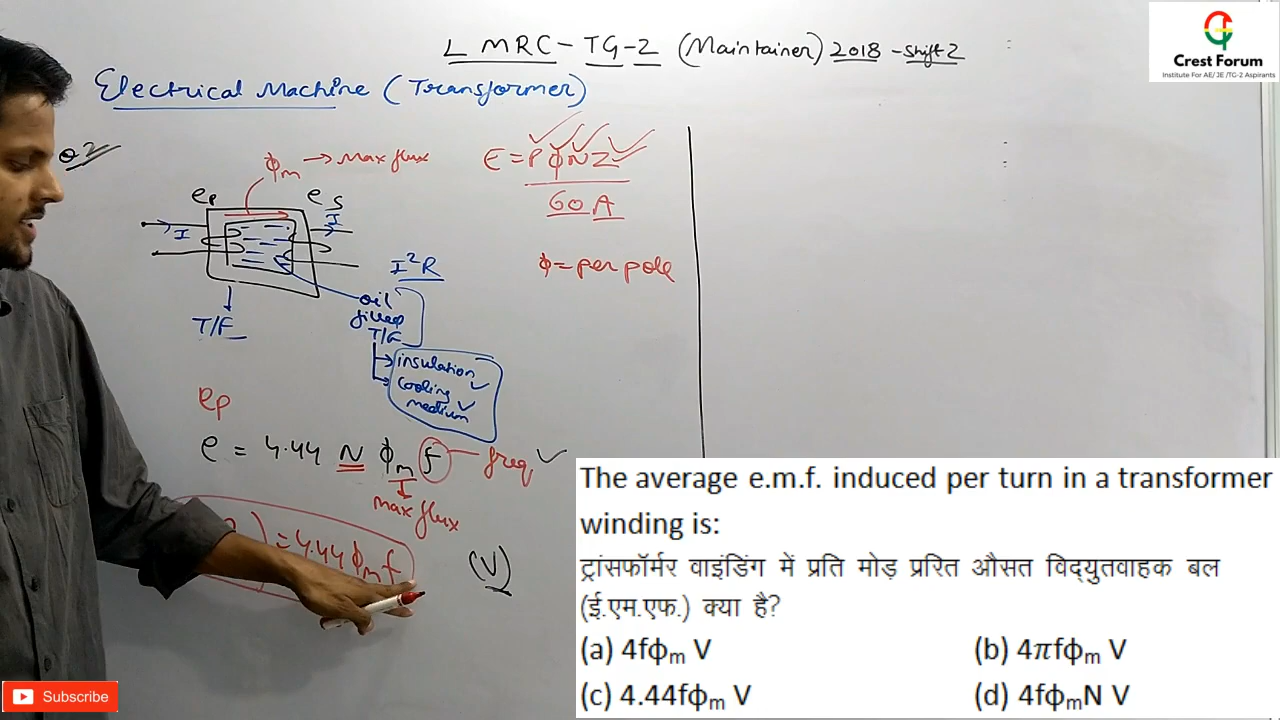 L MRC - TG-2 (Maintainer) 2018 - Shift-2
Crest Forum
Institute For AE/ JE /TG-2 Aspirants
Electrical Machine (Transformer)
Q2
ϕm → Max flux
E = PϕNZ
60 A
ep
es
I
I
I²R
ϕ = per pole
oil
filled
T/F
T/F
insulation
cooling
medium
ep
e = 4.44 N ϕm f freq
max flux
= 4.44 ϕm f
(V)
The average e.m.f. induced per turn in a transformer
winding is:
ट्रांसफॉर्मर वाइंडिंग में प्रति मोड़ प्ररित औसत विद्युतवाहक बल
(ई.एम.एफ.) क्या है?
(a) 4fϕm V
(b) 4πfϕm V
(c) 4.44fϕm V
(d) 4fϕmN V
Subscribe